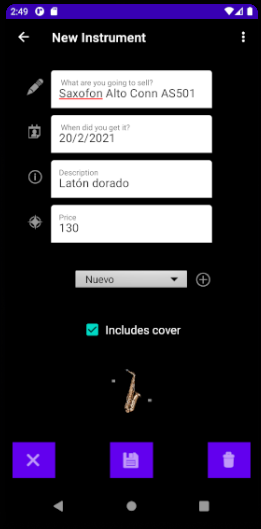 2:49
New Instrument
What are you going to sell?
Saxofon Alto Conn AS501
When did you get it?
20/2/2021
Description
Latón dorado
Price
130
Nuevo
Includes cover